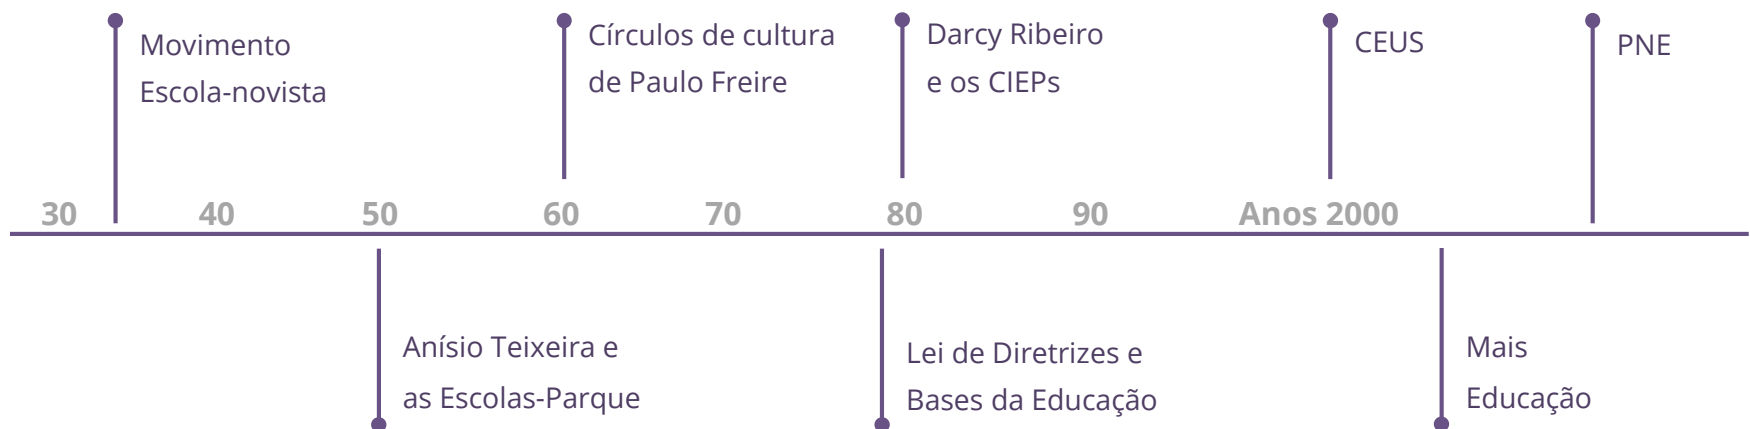 Movimento
Escola-novista
Círculos de cultura
de Paulo Freire
Darcy Ribeiro
e os CIEPs
CEUS
PNE
30 40 50 60 70 80 90 Anos 2000
Anísio Teixeira e
as Escolas-Parque
Lei de Diretrizes e
Bases da Educação
Mais
Educação